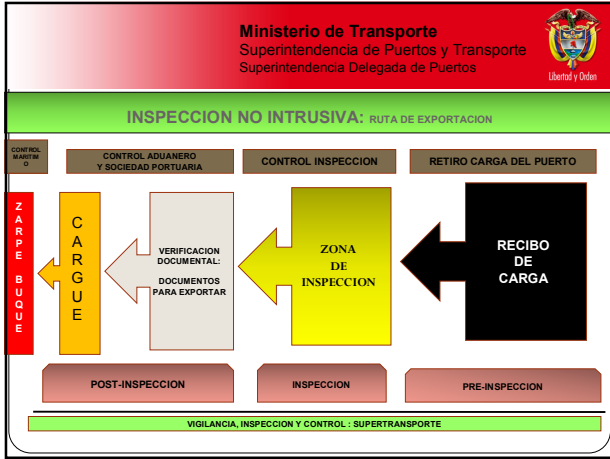 Ministerio de Transporte
Superintendencia de Puertos y Transporte
Superintendencia Delegada de Puertos
Libertad y Orden
INSPECCION NO INTRUSIVA: RUTA DE EXPORTACION
CONTROL
MARITIM
O
CONTROL ADUANERO
Y SOCIEDAD PORTUARIA
CONTROL INSPECCION
RETIRO CARGA DEL PUERTO
Z
A
R
P
E
B
U
Q
U
E
C
A
R
G
U
E
VERIFICACION
DOCUMENTAL:
DOCUMENTOS
PARA EXPORTAR
ZONA
DE
INSPECCION
RECIBO
DE
CARGA
POST-INSPECCION
INSPECCION
PRE-INSPECCION
VIGILANCIA, INSPECCION Y CONTROL : SUPERTRANSPORTE